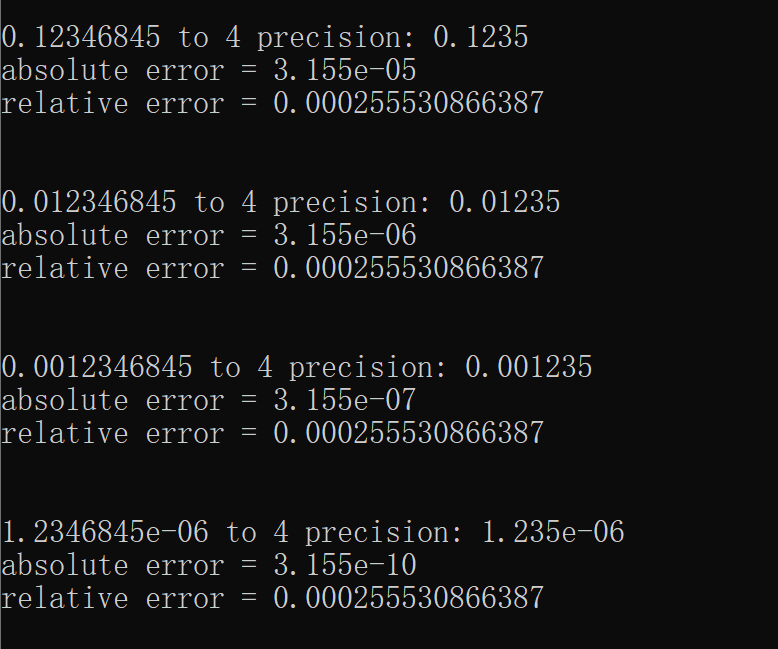 0.12346845 to 4 precision: 0.1235
absolute error = 3.155e-05
relative error = 0.000255530866387
0.012346845 to 4 precision: 0.01235
absolute error = 3.155e-06
relative error = 0.000255530866387
0.0012346845 to 4 precision: 0.001235
absolute error = 3.155e-07
relative error = 0.000255530866387
1.2346845e-06 to 4 precision: 1.235e-06
absolute error = 3.155e-10
relative error = 0.000255530866387